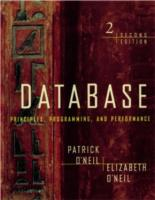 2
SECOND
EDITION
DATABASE
PRINCIPLES, PROGRAMMING, AND PERFORMANCE
PATRICK
O'NEIL
ELIZABETH
O'NEIL